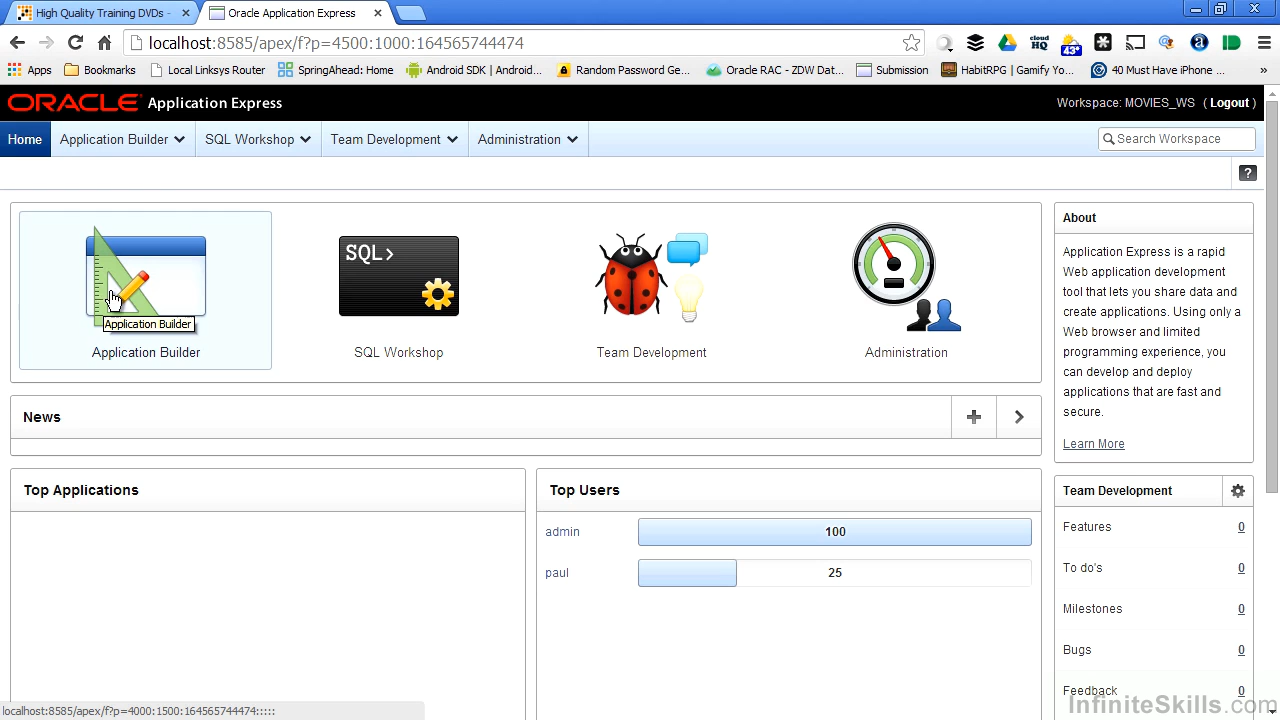 High Quality Training DVDs -
Oracle Application Express
localhost:8585/apex/f?p=4500:1000:164565744474
cloud
HQ
43°
Apps
Bookmarks
Local Linksys Router
SpringAhead: Home
Android SDK | Android...
Random Password Ge...
Oracle RAC - ZDW Dat...
Submission
HabitRPG | Gamify Yo...
40 Must Have iPhone ...
»
ORACLE Application Express
Workspace: MOVIES_WS ( Logout )
Home
Application Builder
SQL Workshop
Team Development
Administration
Search Workspace
?
SQL>
Application Builder
Application Builder
SQL Workshop
Team Development
Administration
About
Application Express is a rapid
Web application development
tool that lets you share data and
create applications. Using only a
Web browser and limited
programming experience, you
can develop and deploy
applications that are fast and
secure.
Learn More
News
Top Applications
Top Users
admin
100
paul
25
Team Development
Features
0
To do's
0
Milestones
0
Bugs
0
Feedback
0
localhost:8585/apex/f?p=4000:1500:164565744474:::::
InfiniteSkills.com